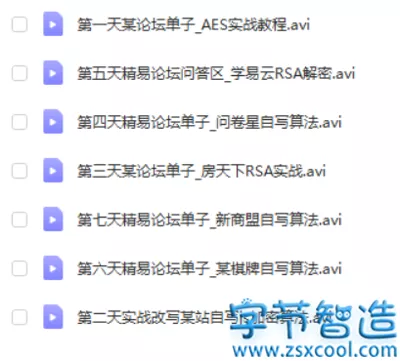 第一天某论坛单子_AES实战教程.avi
第五天精易论坛问答区_学易云RSA解密.avi
第四天精易论坛单子_问卷星自写算法.avi
第三天某论坛单子_房天下RSA实战.avi
第七天精易论坛单子_新商盟自写算法.avi
第六天精易论坛单子_某棋牌自写算法.avi
第二天实战改写某站自写js加密算法.avi
字节智造
www.zsxcool.com